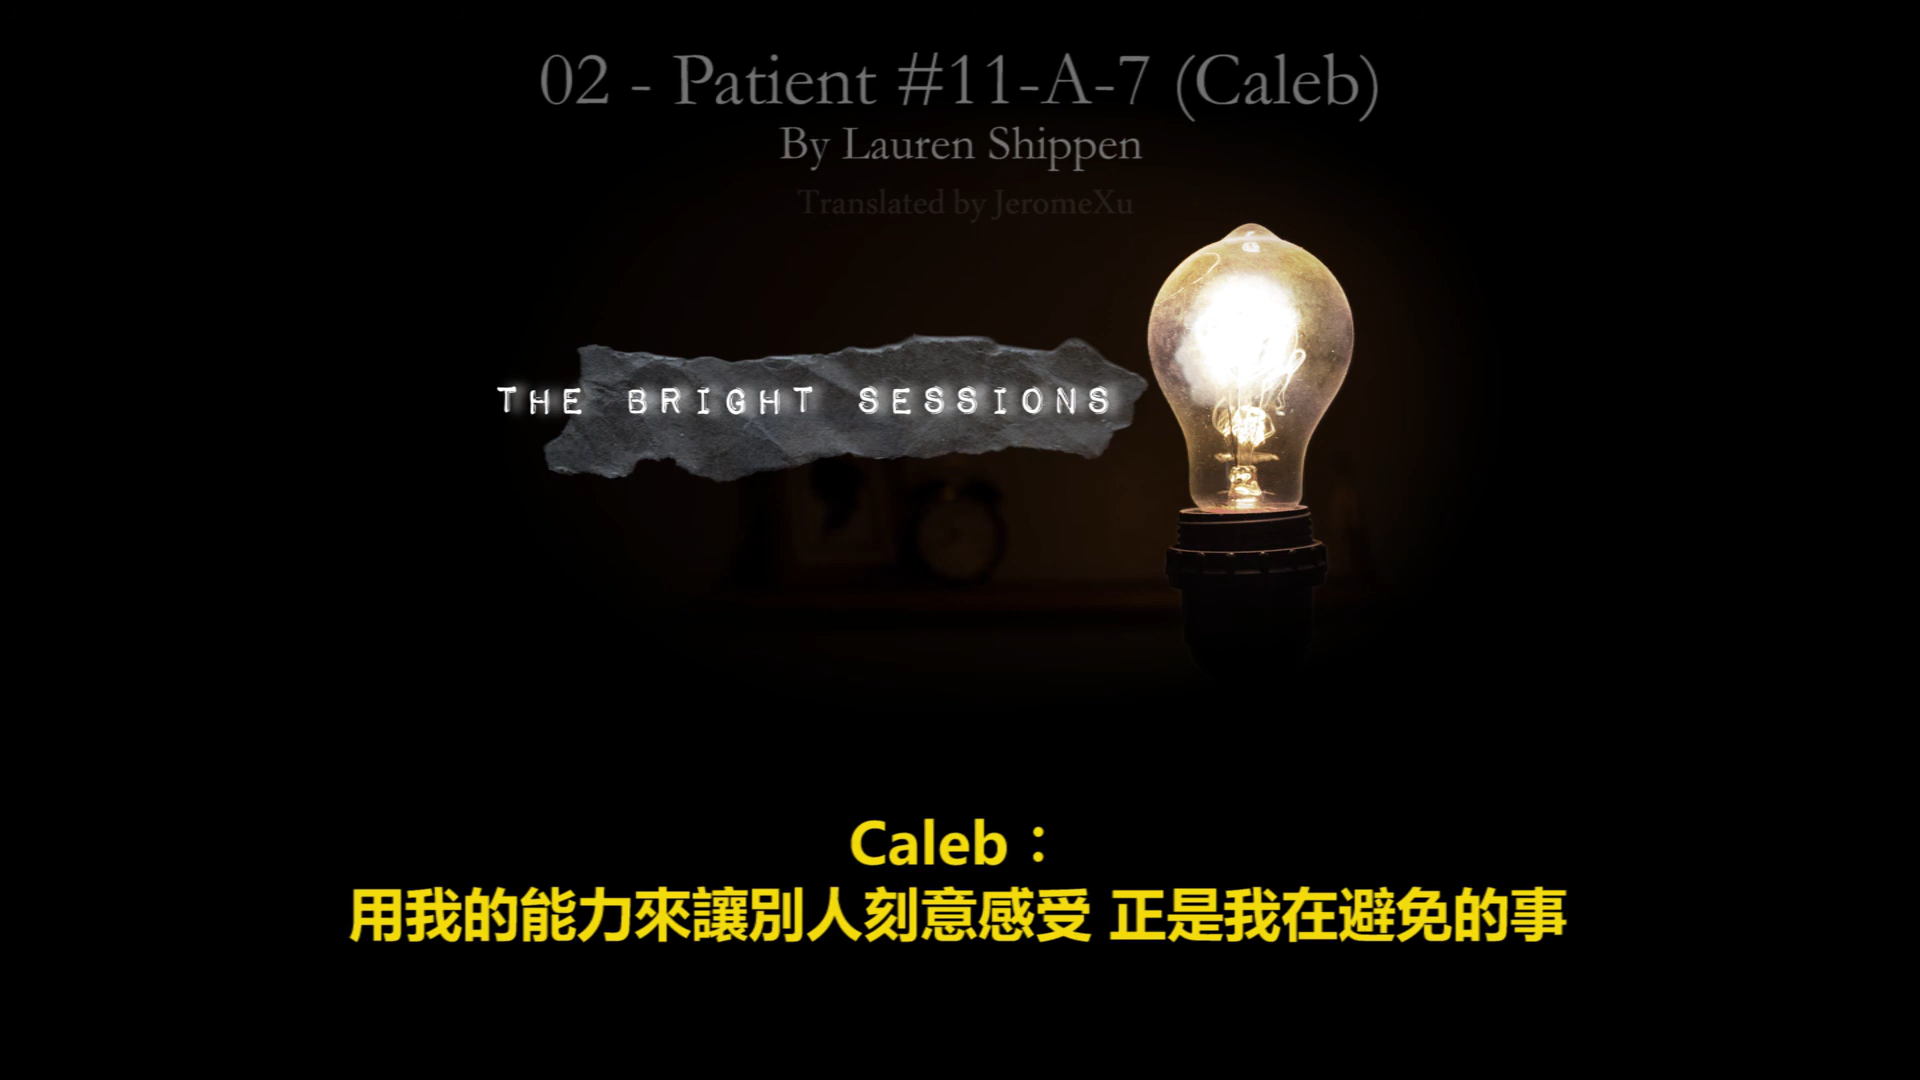 02 - Patient #11-A-7 (Caleb)
By Lauren Shippen
Translated by JeromeXu
THE BRIGHT SESSIONS
Caleb：
用我的能力來讓別人刻意感受 正是我在避免的事